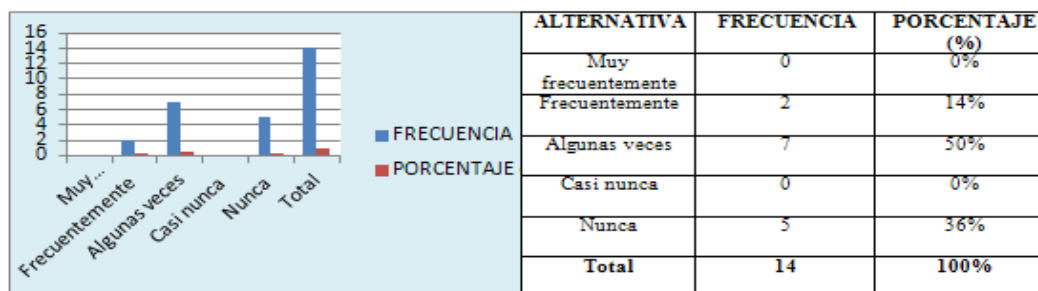 16
14
12
10
8
6
4
2
0
Muy...
Frecuentemente
Algunas veces
Casi nunca
Nunca
Total
FRECUENCIA
PORCENTAJE
ALTERNATIVA FRECUENCIA PORCENTAJE
(%)
Muy 0 0%
frecuentemente
Frecuentemente 2 14%
Algunas veces 7 50%
Casi nunca 0 0%
Nunca 5 36%
Total 14 100%